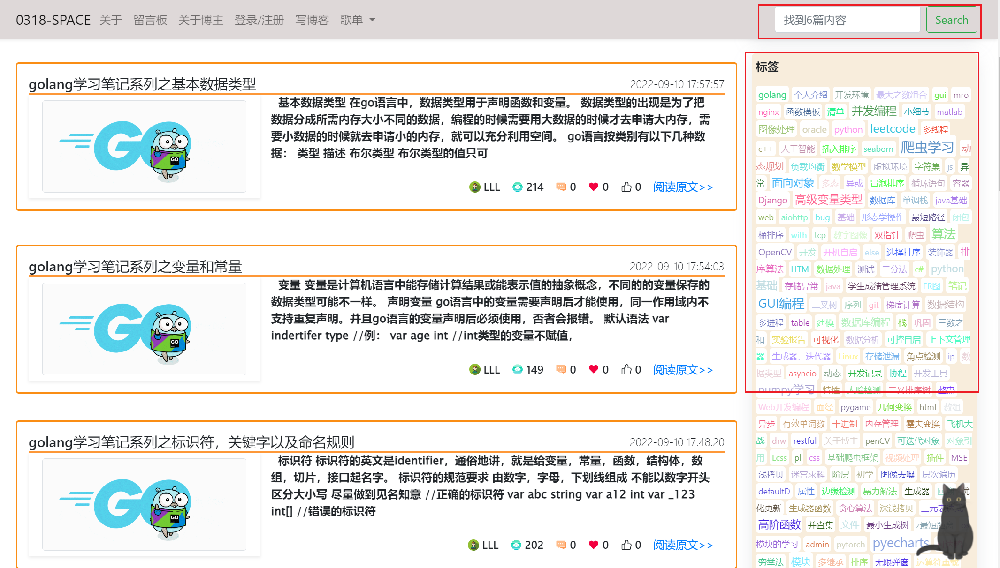 0318-SPACE 关于 留言板 关于博主 登录/注册 写博客 歌单
找到6篇内容 Search
golang学习笔记系列之基本数据类型 2022-09-10 17:57:57
基本数据类型 在go语言中，数据类型用于声明函数和变量。 数据类型的出现是为了把
数据分成所需内存大小不同的数据，编程的时候需要用大数据的时候才去申请大内存，需
要小数据的时候就去申请小的内存，就可以充分利用空间。 go语言按类别有以下几种数
据： 类型 描述 布尔类型 布尔类型的值只可
GO
LLL 214 0 0 0 阅读原文>>
golang学习笔记系列之变量和常量 2022-09-10 17:54:03
变量 变量是计算机语言中能存储计算结果或能表示值的抽象概念，不同的的变量保存的
数据类型可能不一样。 声明变量 go语言中的变量需要声明后才能使用，同一作用域内不
支持重复声明。并且go语言的变量声明后必须使用，否者会报错。 默认语法 var
indertifer type //例： var age int //int类型的变量不赋值，
GO
LLL 149 0 0 0 阅读原文>>
golang学习笔记系列之标识符，关键字以及命名规则 2022-09-10 17:48:20
标识符 标识符的英文是identifier，通俗地讲，就是给变量，常量，函数，结构体，数
组，切片，接口起名字。 标识符的规范要求 由数字，字母，下划线组成 不能以数字开头
区分大小写 尽量做到见名知意 //正确的标识符 var abc string var a12 int var _123
int[] //错误的标识符
GO
LLL 202 0 0 0 阅读原文>>
标签
golang 个人介绍 开发环境 最大之数组合 gui mro
nginx 函数模板 清单 并发编程 小细节 matlab
图像处理 oracle python leetcode 多线程
c++ 人工智能 插入排序 seaborn 爬虫学习 动
态规划 负载均衡 数学模型 虚拟环境 字符集 js 异
常 面向对象 多态 异或 冒泡排序 循环语句 容器
Django 高级变量类型 数据库 单调栈 java基础
web aiohttp bug 基础 形态学操作 最短路径 闭包
桶排序 with tcp 数字图像 双指针 爬虫 算法
OpenCV 开发 开机自启 else 选择排序 装饰器 排
序算法 HTM 数据处理 测试 二分法 c# python
基础 存储异常 java 学生成绩管理系统 ER图 笔记
GUI编程 二叉树 序列 git 梯度计算 数据结构
多进程 table 建模 数据库编程 栈 巩固 三数之
和 实验报告 可视化 数据分析 可控自启 上下文管理
器 生成器、迭代器 Linux 存储泄漏 角点检测 ip 数
据类型 asyncio 动态 开发记录 协程 开发工具
numpy学习 特性 人脸检测 二叉排序树 整蛊
Web开发编程 面经 pygame 几何变换 html 数组
异步 有效单词数 十进制 内存管理 霍夫变换 飞机大
战 drw restful 关于博主 penCV 可迭代对象 对象引
用 Lcss pl css 基础爬虫框架 视频处理 插件 MSE
浅拷贝 迷宫求解 阶层 初学 图像去噪 层次遍历
defaultD 属性 边缘检测 暴力解法 生成器 优
化更新 生成器函数 贪心算法 深浅拷贝 三元表达式
高阶函数 并查集 文件 最小生成树 z最短距离 os
模块的学习 admin pytorch pyecharts
穷举法 模块 多继承 排序 无限弹窗 运算符重载